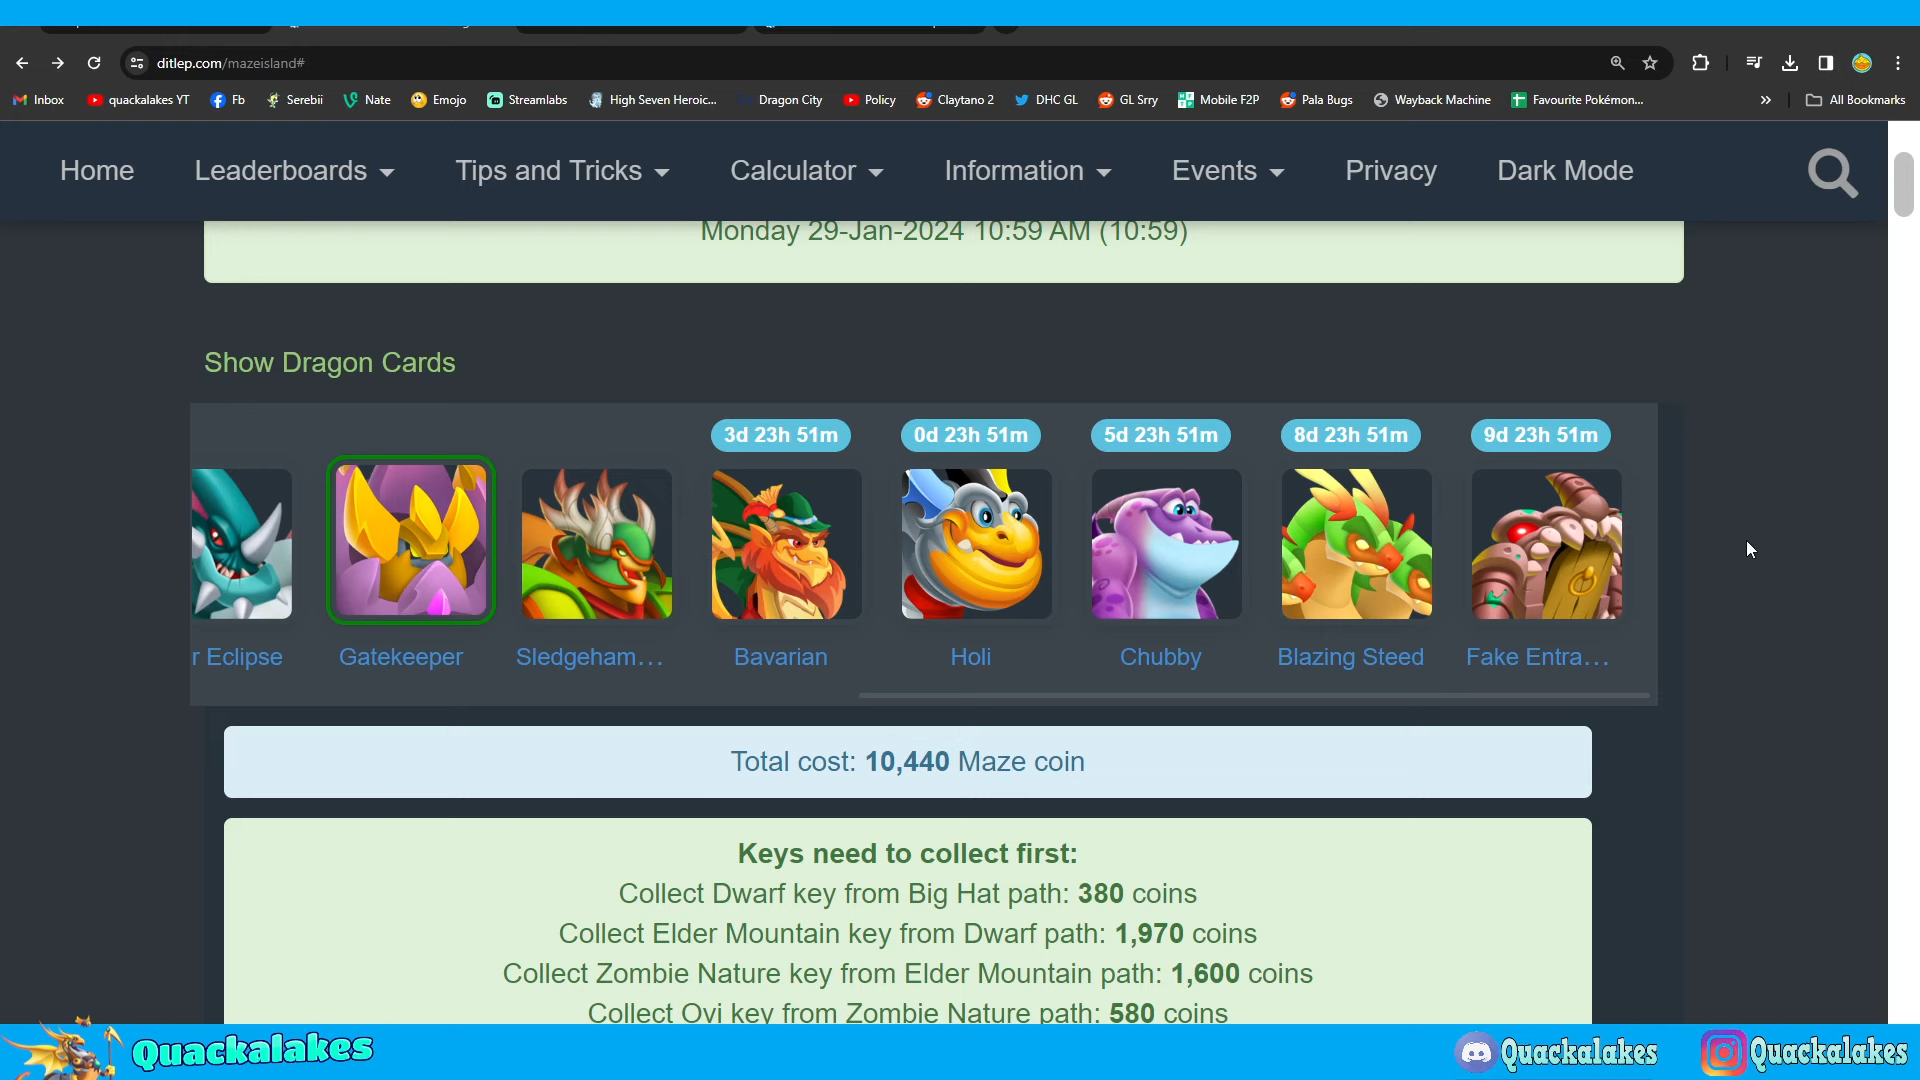 ditlep.com/mazeisland#
Inbox quackalakes YT Fb Serebii Nate Emojo Streamlabs High Seven Heroic... Dragon City Policy Claytano 2 DHC GL GL Srry Mobile F2P Pala Bugs Wayback Machine Favourite Pokémon... » All Bookmarks
Home Leaderboards Tips and Tricks Calculator Information Events Privacy Dark Mode
Monday 29-Jan-2024 10:59 AM (10:59)
Show Dragon Cards
3d 23h 51m 0d 23h 51m 5d 23h 51m 8d 23h 51m 9d 23h 51m
r Eclipse Gatekeeper Sledgeham... Bavarian Holi Chubby Blazing Steed Fake Entra...
Total cost: 10,440 Maze coin
Keys need to collect first:
Collect Dwarf key from Big Hat path: 380 coins
Collect Elder Mountain key from Dwarf path: 1,970 coins
Collect Zombie Nature key from Elder Mountain path: 1,600 coins
Collect Ovi key from Zombie Nature path: 580 coins
Quackalakes Quackalakes Quackalakes